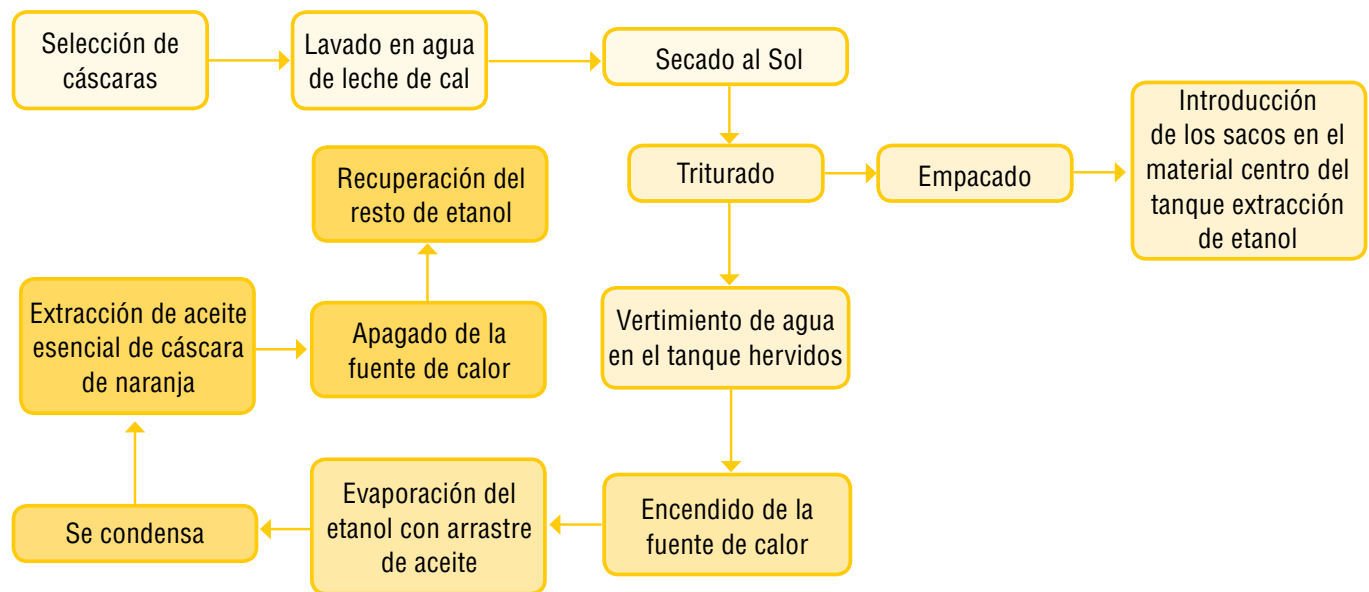 Selección de
cáscaras
Lavado en agua
de leche de cal
Secado al Sol
Triturado
Empacado
Introducción
de los sacos en el
material centro del
tanque extracción
de etanol
Vertimiento de agua
en el tanque hervidos
Encendido de la
fuente de calor
Evaporación del
etanol con arrastre
de aceite
Se condensa
Extracción de aceite
esencial de cáscara
de naranja
Apagado de la
fuente de calor
Recuperación del
resto de etanol